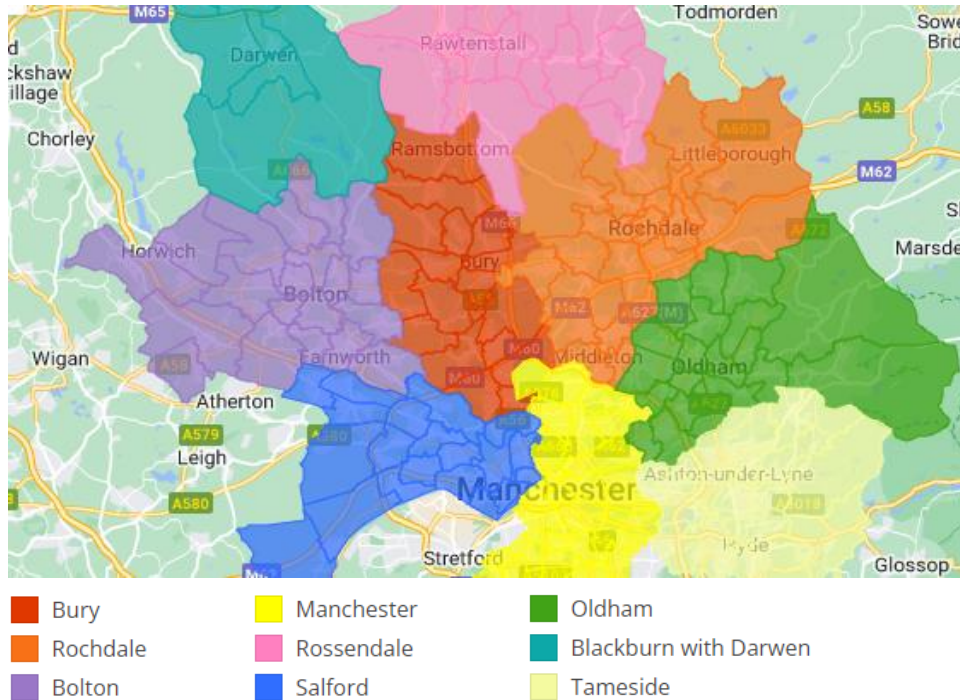 M65
Todmorden
Sowe
Brid
Rawtenstall
Darwen
d
ckshaw
illage
A58
Chorley
A6033
Ramsbottom
Littleborough
M62
A666
Rochdale
M66
A672
Marsde
Horwich
Bury
Bolton
M62
A627(M)
Wigan
A58
Farnworth
M60
Middleton
Oldham
M60
Atherton
A579
A580
Leigh
Ashton-under-Lyne
Manchester
A580
Hyde
Stretford
Glossop
Bury
Manchester
Oldham
Rochdale
Rossendale
Blackburn with Darwen
Bolton
Salford
Tameside